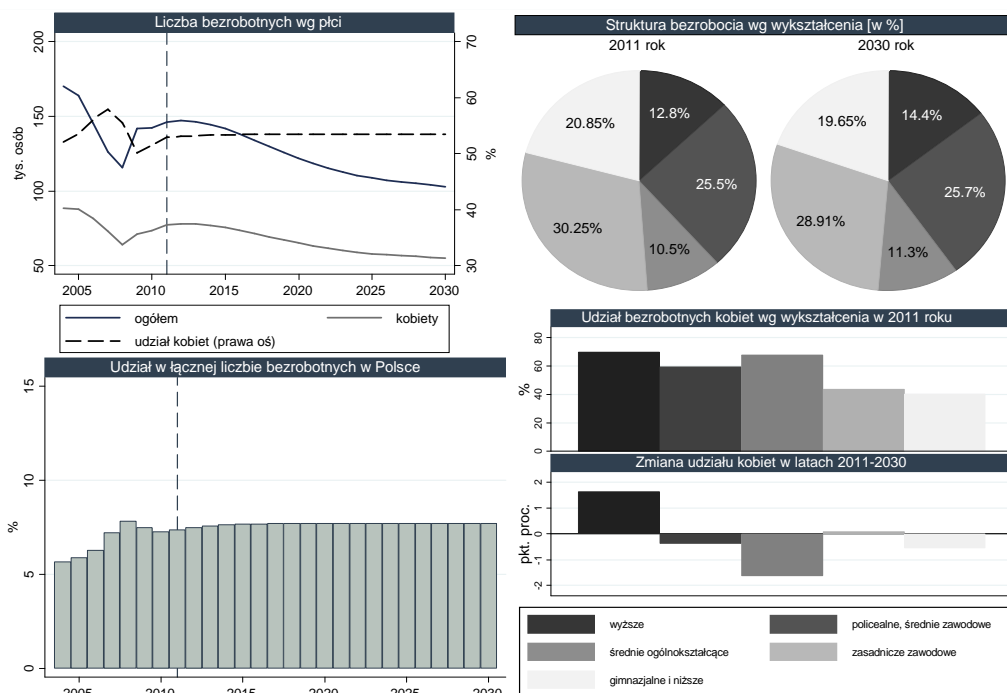 Liczba bezrobotnych wg płci
200
150
100
50
tys. osób
70
60
50
40
30
%
2005 2010 2015 2020 2025 2030
ogółem kobiety
udział kobiet (prawa oś)
Struktura bezrobocia wg wykształcenia [w %]
2011 rok 2030 rok
12.8%
25.5%
10.5%
30.25%
20.85%
14.4%
25.7%
11.3%
28.91%
19.65%
Udział w łącznej liczbie bezrobotnych w Polsce
15
10
5
0
%
2005 2010 2015 2020 2025 2030
Udział bezrobotnych kobiet wg wykształcenia w 2011 roku
80
60
40
20
0
%
Zmiana udziału kobiet w latach 2011-2030
2
1
0
-1
-2
pkt. proc.
wyższe policealne, średnie zawodowe
średnie ogólnokształcące zasadnicze zawodowe
gimnazjalne i niższe